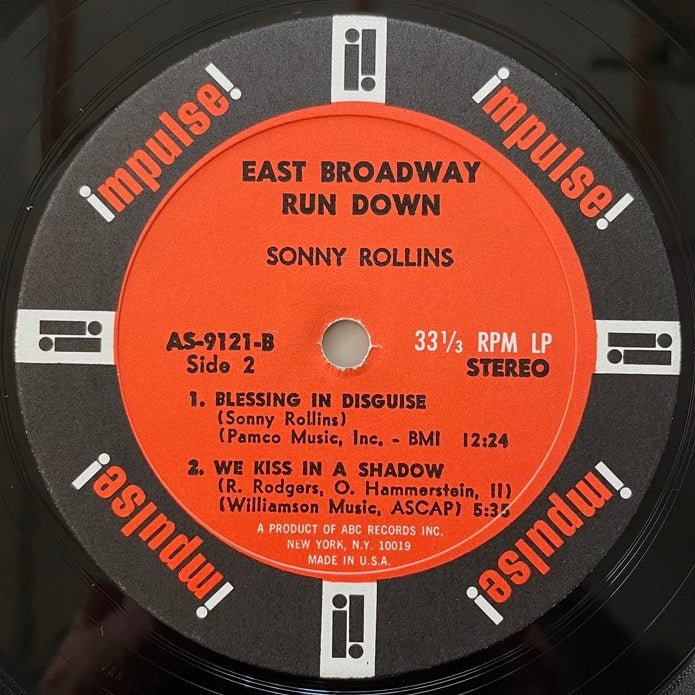 impulse!
impulse!
EAST BROADWAY
RUN DOWN
SONNY ROLLINS
AS-9121-B
Side 2
33 1/3 RPM LP
STEREO
1. BLESSING IN DISGUISE
(Sonny Rollins)
(Pamco Music, Inc. - BMI 12:24
2. WE KISS IN A SHADOW
(R. Rodgers, O. Hammerstein, II)
(Williamson Music, ASCAP) 5:35
A PRODUCT OF ABC RECORDS INC.
NEW YORK, N.Y. 10019
MADE IN U.S.A.
impulse!
impulse!